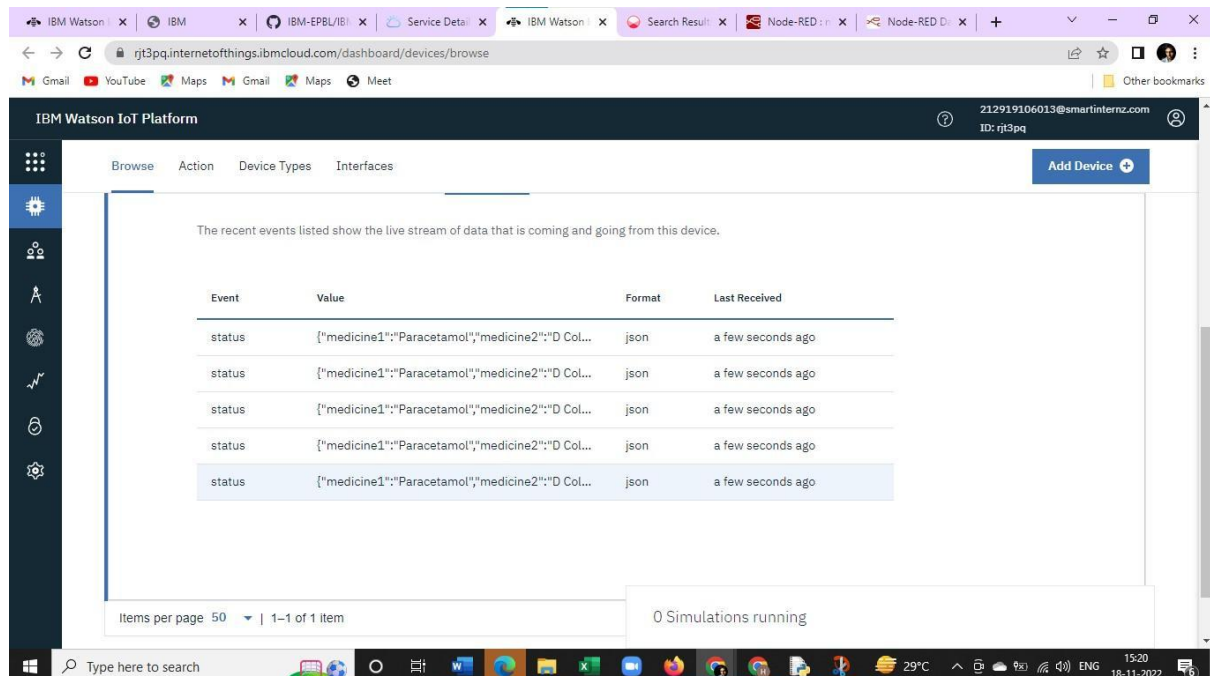 IBM Watson I
IBM
IBM-EPBL/IBM
Service Detail
IBM Watson I
Search Result
Node-RED : n
Node-RED Da
rjt3pq.internetofthings.ibmcloud.com/dashboard/devices/browse
Gmail YouTube Maps Gmail Maps Meet Other bookmarks
IBM Watson IoT Platform
212919106013@smartinternz.com
ID: rjt3pq
Browse Action Device Types Interfaces Add Device
The recent events listed show the live stream of data that is coming and going from this device.
Event Value Format Last Received
status {"medicine1":"Paracetamol","medicine2":"D Col... json a few seconds ago
status {"medicine1":"Paracetamol","medicine2":"D Col... json a few seconds ago
status {"medicine1":"Paracetamol","medicine2":"D Col... json a few seconds ago
status {"medicine1":"Paracetamol","medicine2":"D Col... json a few seconds ago
status {"medicine1":"Paracetamol","medicine2":"D Col... json a few seconds ago
Items per page 50 | 1–1 of 1 item
0 Simulations running
Type here to search
29°C
ENG
15:20
18-11-2022
6